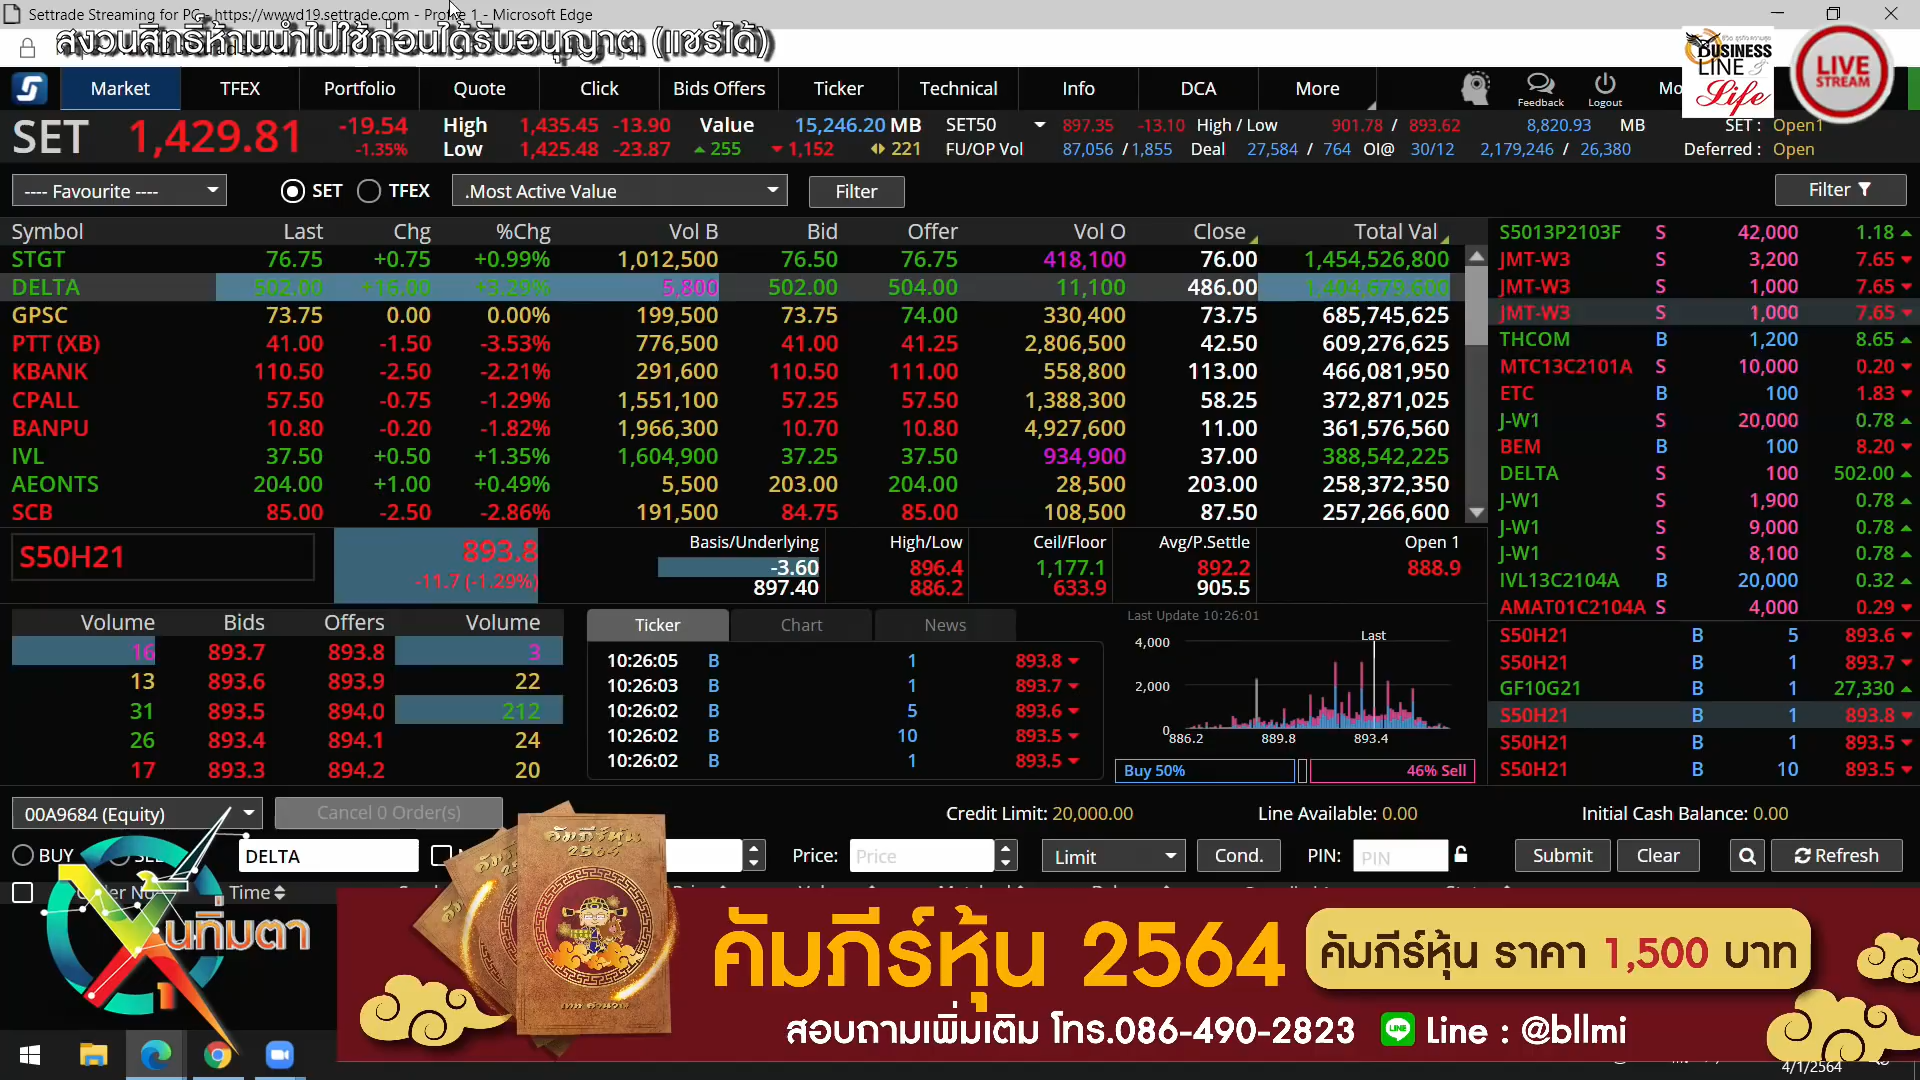 Settrade Streaming for PC - https://wwwd19.settrade.com - Profile 1 - Microsoft Edge
สงวนสิทธิ์ห้ามนำไปใช้ก่อนได้รับอนุญาต (แชร์ได้)
BUSINESS LINE & Life
LIVE STREAM
Market TFEX Portfolio Quote Click Bids Offers Ticker Technical Info DCA More Feedback Logout
SET 1,429.81 -19.54 -1.35%
High 1,435.45 -13.90 Value 15,246.20 MB SET50 897.35 -13.10 High / Low 901.78 / 893.62 8,820.93 MB SET : Open1
Low 1,425.48 -23.87 255 1,152 221 FU/OP Vol 87,056 / 1,855 Deal 27,584 / 764 OI@ 30/12 2,179,246 / 26,380 Deferred : Open
---- Favourite ---- SET TFEX .Most Active Value Filter Filter
Symbol Last Chg %Chg Vol B Bid Offer Vol O Close Total Val
STGT 76.75 +0.75 +0.99% 1,012,500 76.50 76.75 418,100 76.00 1,454,526,800
DELTA 502.00 +16.00 +3.29% 5,800 502.00 504.00 11,100 486.00 1,404,679,600
GPSC 73.75 0.00 0.00% 199,500 73.75 74.00 330,400 73.75 685,745,625
PTT (XB) 41.00 -1.50 -3.53% 776,500 41.00 41.25 2,806,500 42.50 609,276,625
KBANK 110.50 -2.50 -2.21% 291,600 110.50 111.00 558,800 113.00 466,081,950
CPALL 57.50 -0.75 -1.29% 1,551,100 57.25 57.50 1,388,300 58.25 372,871,025
BANPU 10.80 -0.20 -1.82% 1,966,300 10.70 10.80 4,927,600 11.00 361,576,560
IVL 37.50 +0.50 +1.35% 1,604,900 37.25 37.50 934,900 37.00 388,542,225
AEONTS 204.00 +1.00 +0.49% 5,500 203.00 204.00 28,500 203.00 258,372,350
SCB 85.00 -2.50 -2.86% 191,500 84.75 85.00 108,500 87.50 257,266,600
S5013P2103F S 42,000 1.18
JMT-W3 S 3,200 7.65
JMT-W3 S 1,000 7.65
JMT-W3 S 1,000 7.65
THCOM B 1,200 8.65
MTC13C2101A S 10,000 0.20
ETC B 100 1.83
J-W1 S 20,000 0.78
BEM B 100 8.20
DELTA S 100 502.00
J-W1 S 1,900 0.78
J-W1 S 9,000 0.78
J-W1 S 8,100 0.78
IVL13C2104A B 20,000 0.32
AMAT01C2104A S 4,000 0.29
S50H21 B 5 893.6
S50H21 B 1 893.7
GF10G21 B 1 27,330
S50H21 B 1 893.8
S50H21 B 1 893.5
S50H21 B 10 893.5
S50H21 893.8 -11.7 (-1.29%)
Basis/Underlying High/Low Ceil/Floor Avg/P.Settle Open 1
-3.60 896.4 1,177.1 892.2 888.9
897.40 886.2 633.9 905.5
Volume Bids Offers Volume
16 893.7 893.8 3
13 893.6 893.9 22
31 893.5 894.0 212
26 893.4 894.1 24
17 893.3 894.2 20
Ticker Chart News
10:26:05 B 1 893.8
10:26:03 B 1 893.7
10:26:02 B 5 893.6
10:26:02 B 10 893.5
10:26:02 B 1 893.5
Last Update 10:26:01
Last
4,000
2,000
0
886.2 889.8 893.4
Buy 50% 46% Sell
00A9684 (Equity) Cancel 0 Order(s) Credit Limit: 20,000.00 Line Available: 0.00 Initial Cash Balance: 0.00
BUY DELTA Price: Price Limit Cond. PIN: PIN Submit Clear Refresh
Time
Xนทิมตา
คัมภีร์หุ้น
2564
คัมภีร์หุ้น 2564
คัมภีร์หุ้น ราคา 1,500 บาท
สอบถามเพิ่มเติม โทร.086-490-2823 Line : @bllmi
4/1/2564